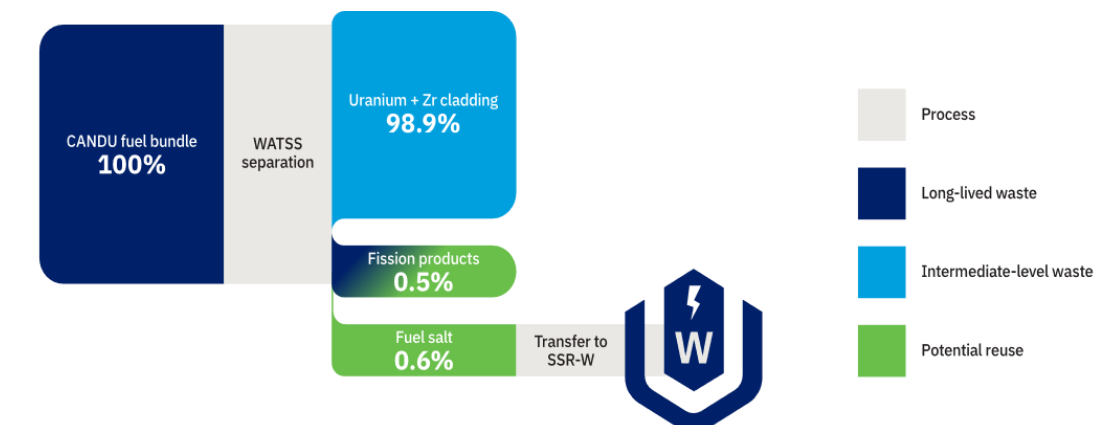 CANDU fuel bundle
100%
WATSS
separation
Uranium + Zr cladding
98.9%
Fission products
0.5%
Fuel salt
0.6%
Transfer to
SSR-W
W
Process
Long-lived waste
Intermediate-level waste
Potential reuse